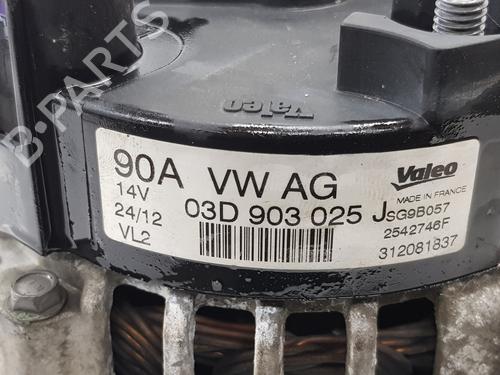 B-PARTS
Valeo
90A VW AG
14V
24/12
VL2
03D 903 025 J
Valeo
MADE IN FRANCE
SG9B057
2542746F
312081837